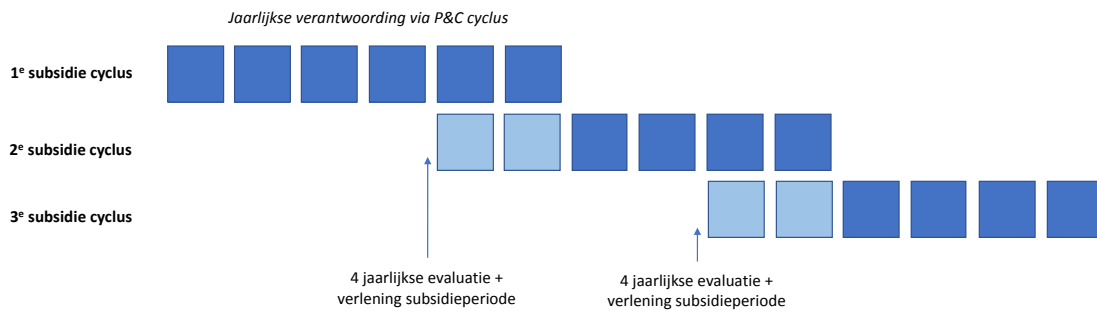 Jaarlijkse verantwoording via P&C cyclus
1e subsidie cyclus
2e subsidie cyclus
3e subsidie cyclus
4 jaarlijkse evaluatie +
verlening subsidieperiode
4 jaarlijkse evaluatie +
verlening subsidieperiode